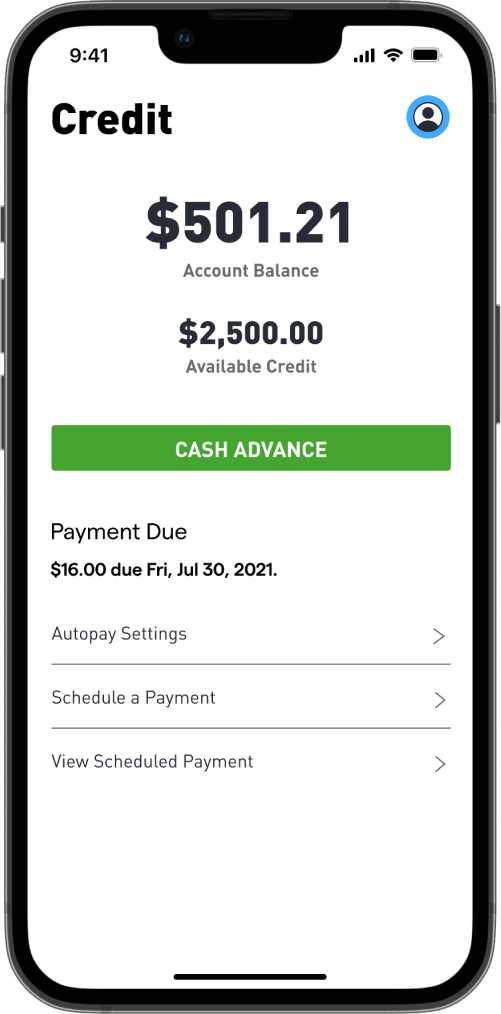 9:41
Credit
$501.21
Account Balance
$2,500.00
Available Credit
CASH ADVANCE
Payment Due
$16.00 due Fri, Jul 30, 2021.
Autopay Settings
Schedule a Payment
View Scheduled Payment